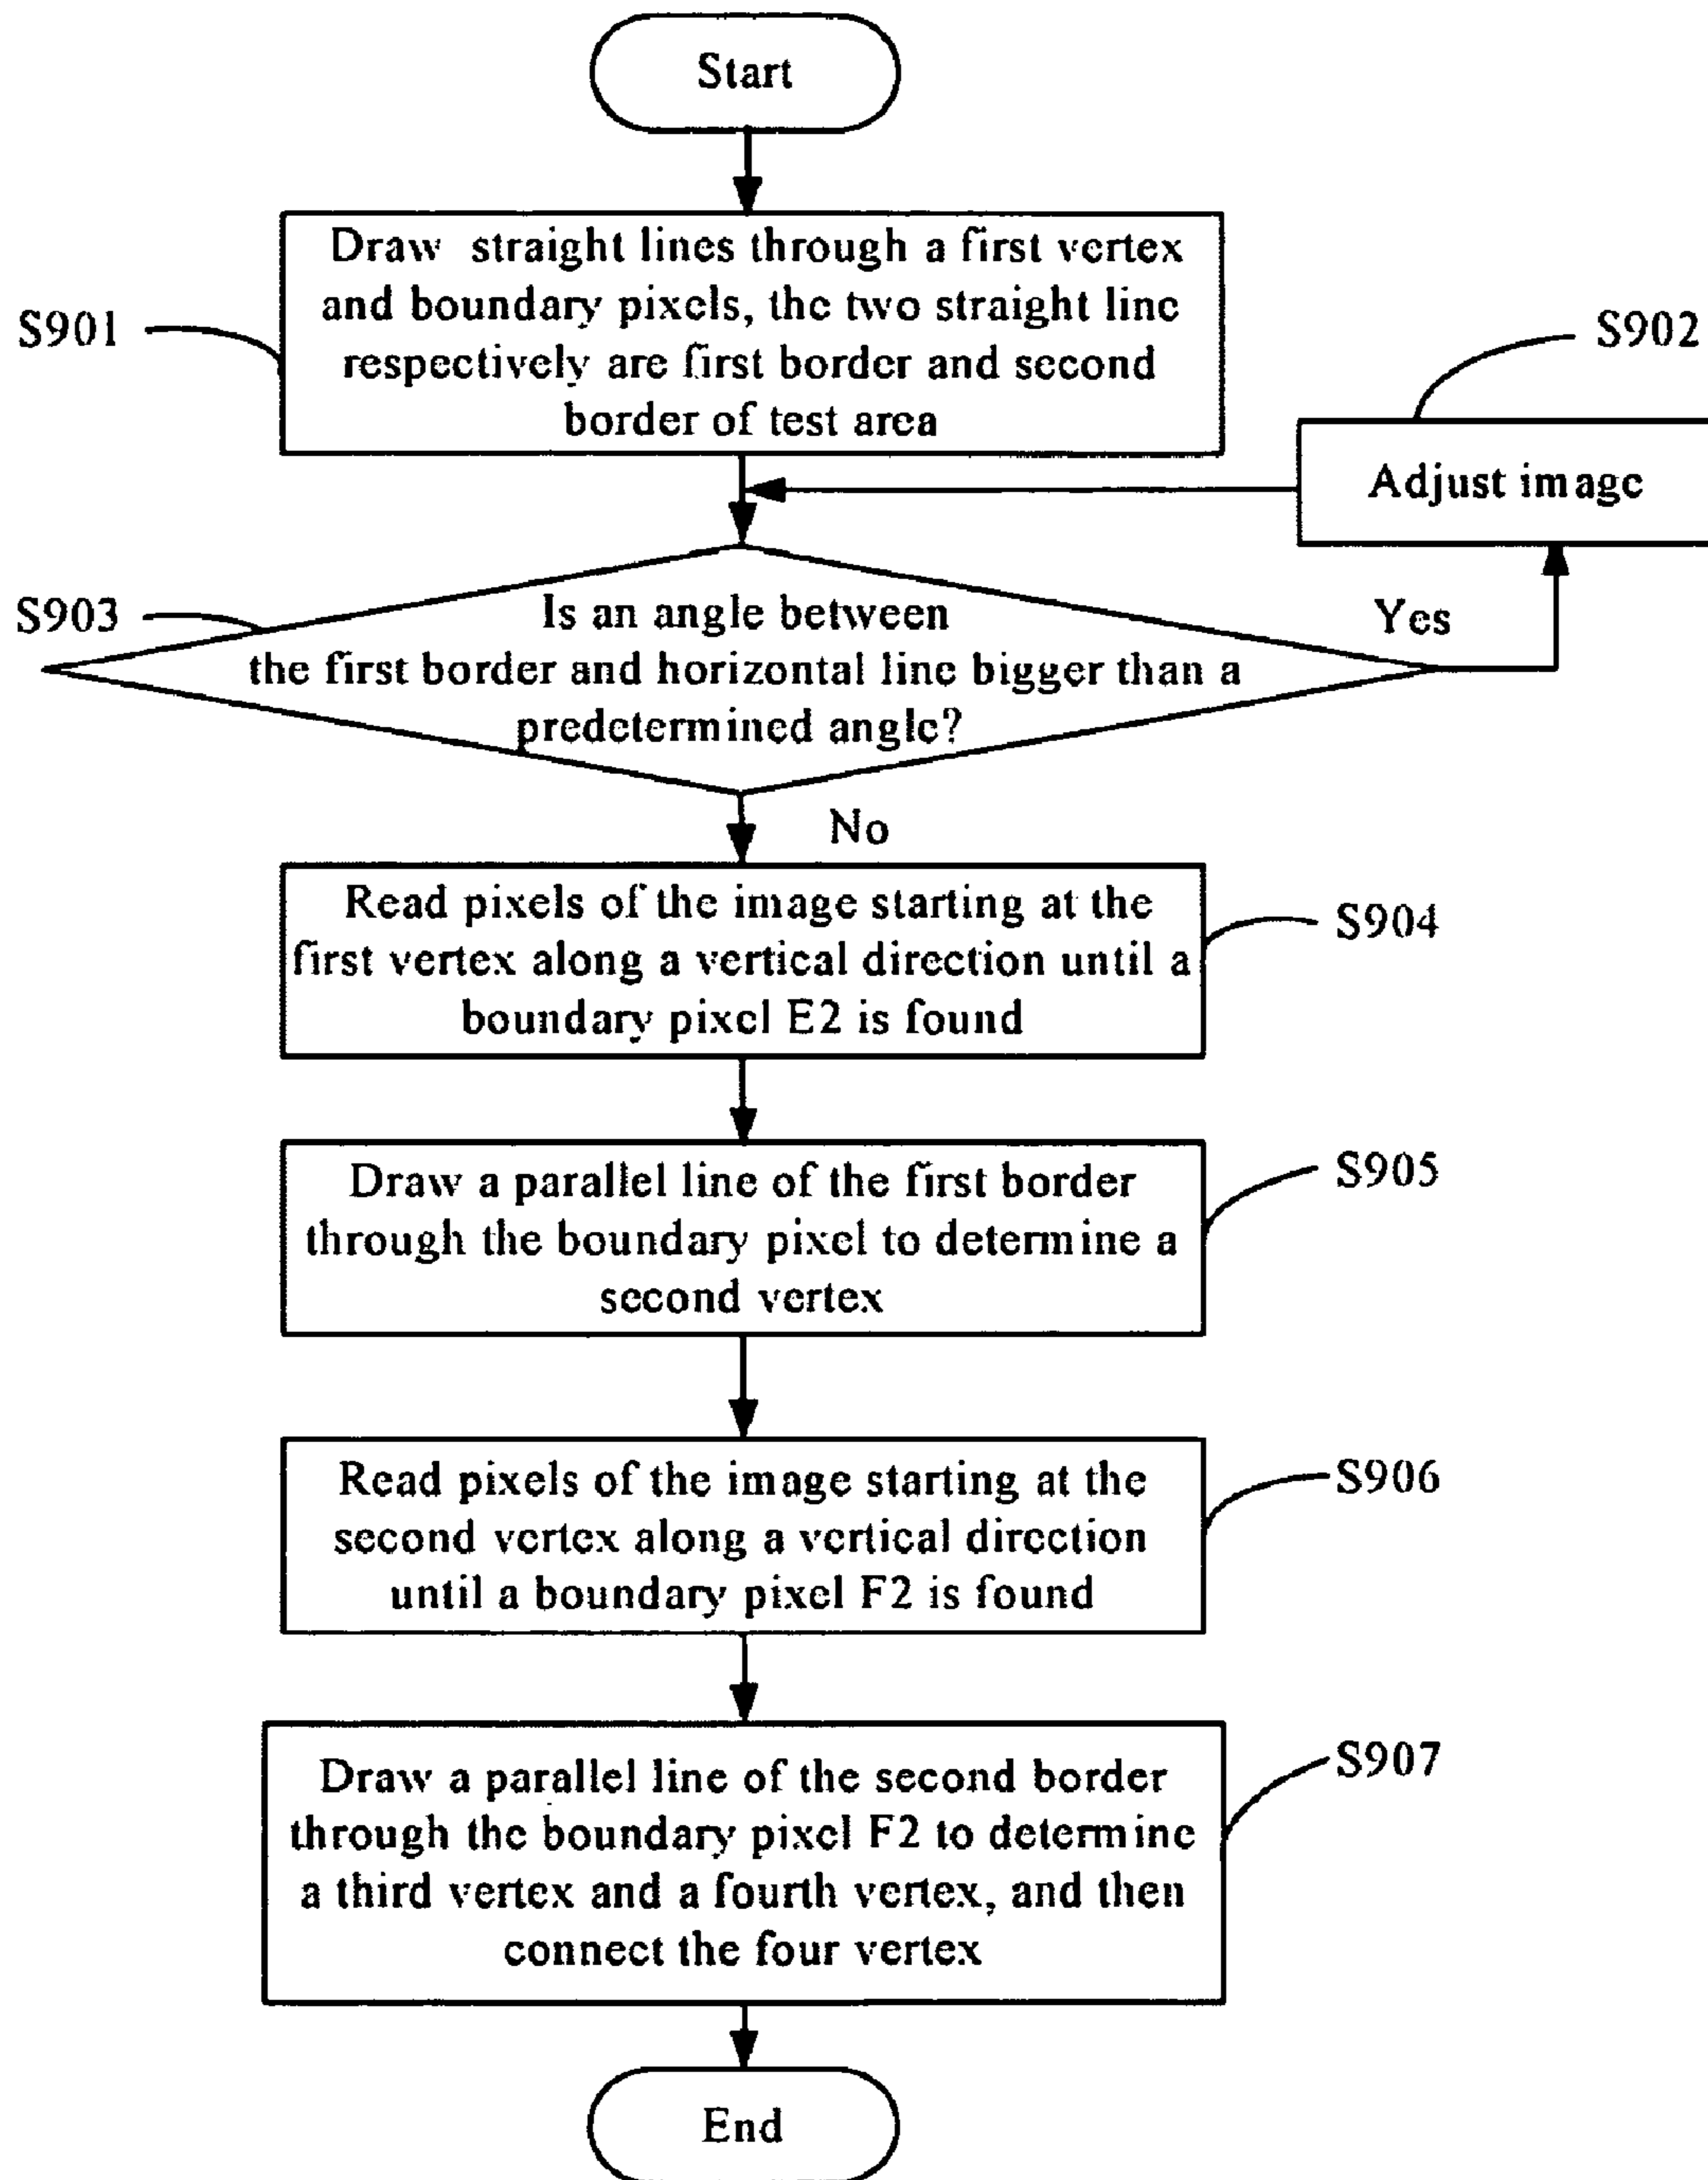 Start
Draw straight lines through a first vertex
and boundary pixels, the two straight line
respectively are first border and second
border of test area
S901
S902
Adjust image
S903
Is an angle between
the first border and horizontal line bigger than a
predetermined angle?
Yes
No
Read pixels of the image starting at the
first vertex along a vertical direction until a
boundary pixel E2 is found
S904
Draw a parallel line of the first border
through the boundary pixel to determine a
second vertex
S905
Read pixels of the image starting at the
second vertex along a vertical direction
until a boundary pixel F2 is found
S906
Draw a parallel line of the second border
through the boundary pixel F2 to determine
a third vertex and a fourth vertex, and then
connect the four vertex
S907
End